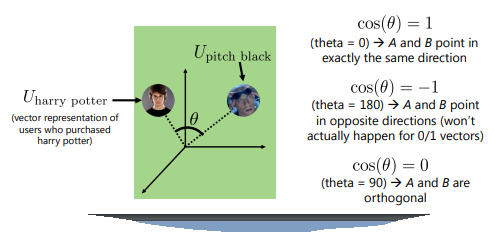 U_harry potter
(vector representation of
users who purchased
harry potter)
U_pitch black
θ
cos(θ) = 1
(theta = 0) → A and B point in
exactly the same direction
cos(θ) = −1
(theta = 180) → A and B point
in opposite directions (won't
actually happen for 0/1 vectors)
cos(θ) = 0
(theta = 90) → A and B are
orthogonal